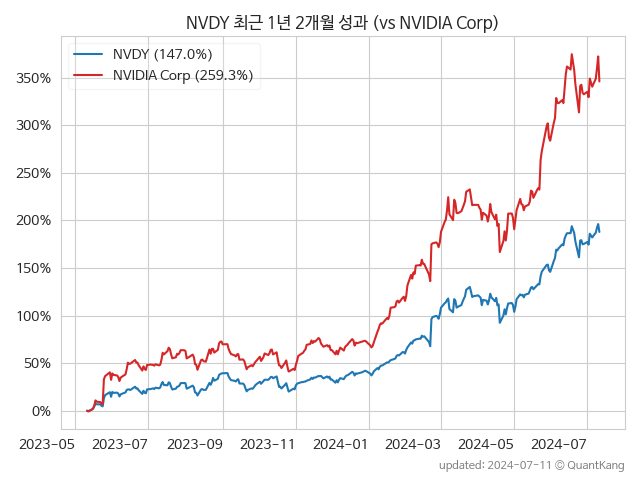 NVDY 최근 1년 2개월 성과 (vs NVIDIA Corp)
NVDY (147.0%)
NVIDIA Corp (259.3%)
350%
300%
250%
200%
150%
100%
50%
0%
2023-05 2023-07 2023-09 2023-11 2024-01 2024-03 2024-05 2024-07
updated: 2024-07-11 © QuantKang